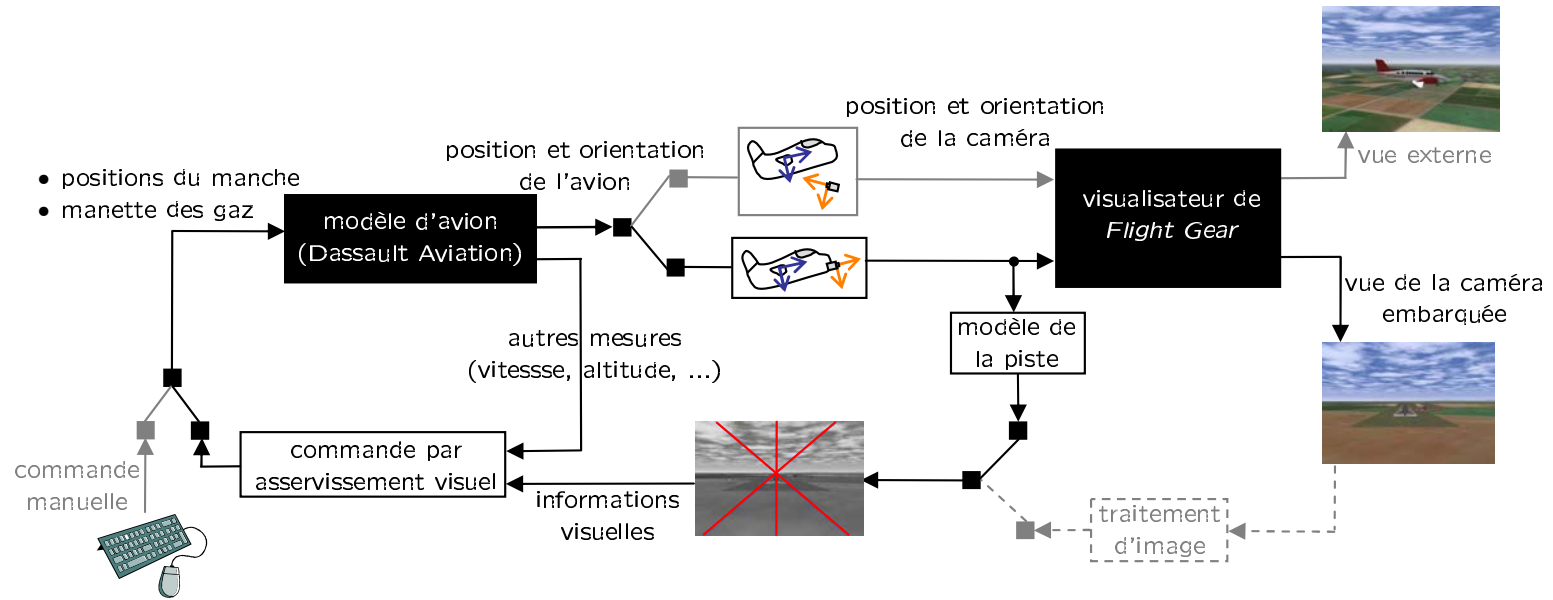 position et orientation
de la caméra
vue externe
position et orientation
de l'avion
• positions du manche
• manette des gaz
modèle d'avion
(Dassault Aviation)
visualisateur de
Flight Gear
vue de la caméra
embarquée
autres mesures
(vitessse, altitude, ...)
modèle de
la piste
commande par
asservissement visuel
commande
manuelle
informations
visuelles
traitement
d'image